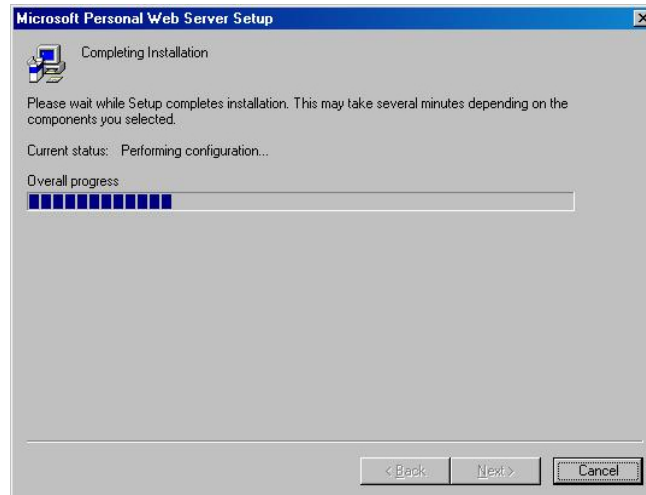 Microsoft Personal Web Server Setup
Completing Installation
Please wait while Setup completes installation. This may take several minutes depending on the
components you selected.
Current status: Performing configuration...
Overall progress
< Back Next > Cancel